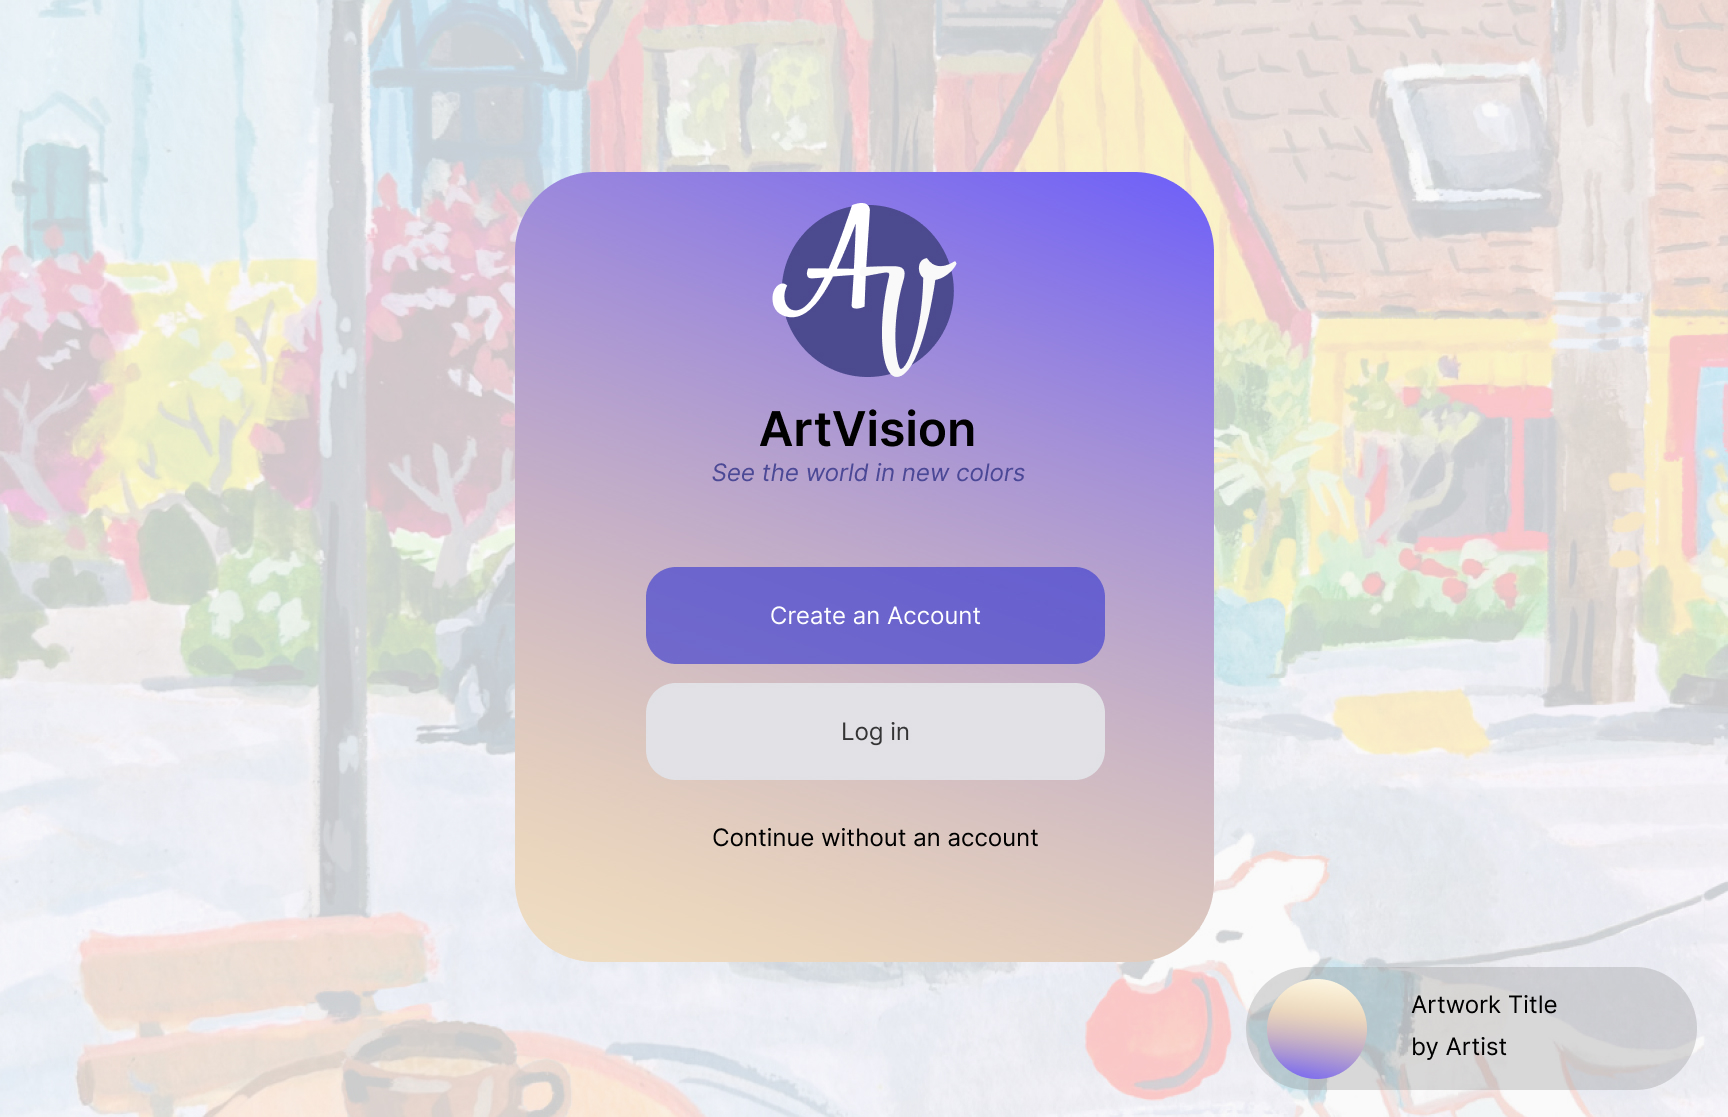 AV
ArtVision
See the world in new colors
Create an Account
Log in
Continue without an account
Artwork Title
by Artist